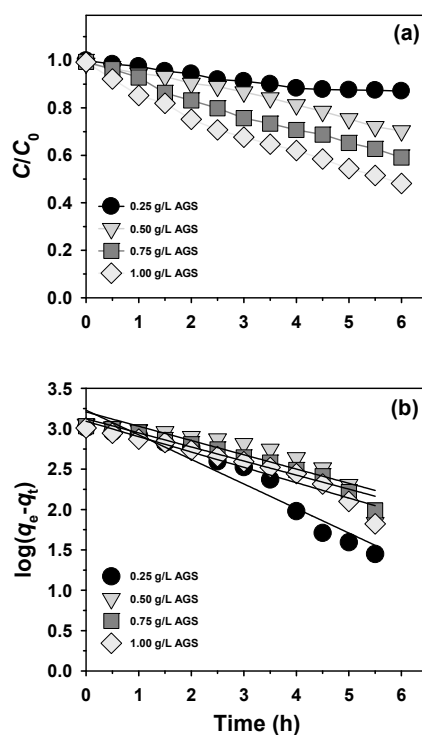 (a)
1.0
0.8
0.6
0.4
0.2
0.0
C/C0
0.25 g/L AGS
0.50 g/L AGS
0.75 g/L AGS
1.00 g/L AGS
0 1 2 3 4 5 6
(b)
3.5
3.0
2.5
2.0
1.5
1.0
0.5
0.0
log(qe-qt)
0.25 g/L AGS
0.50 g/L AGS
0.75 g/L AGS
1.00 g/L AGS
0 1 2 3 4 5 6
Time (h)